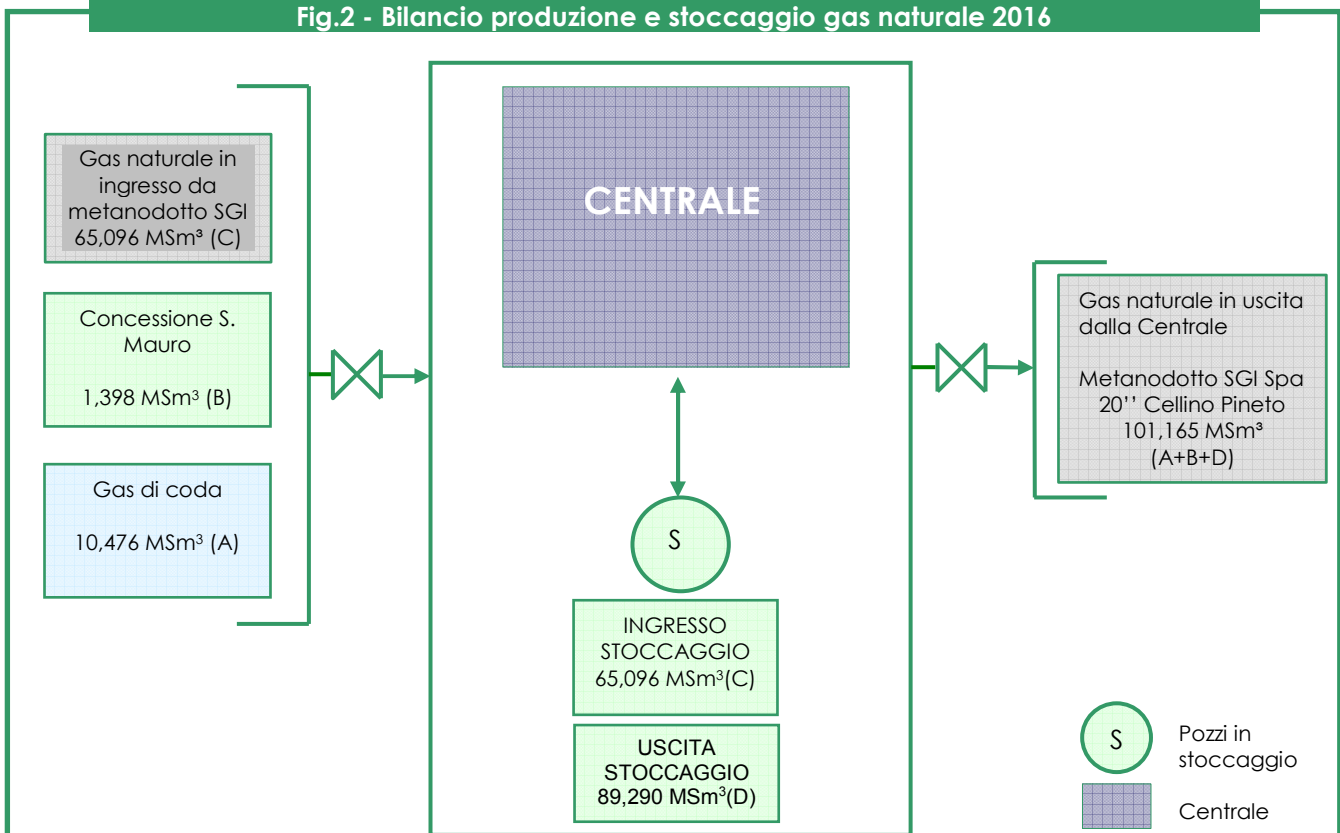 Fig.2 - Bilancio produzione e stoccaggio gas naturale 2016
Gas naturale in
ingresso da
metanodotto SGI
65,096 MSm³ (C)
Concessione S.
Mauro
1,398 MSm³ (B)
Gas di coda
10,476 MSm³ (A)
CENTRALE
S
INGRESSO
STOCCAGGIO
65,096 MSm³(C)
USCITA
STOCCAGGIO
89,290 MSm³(D)
Gas naturale in uscita
dalla Centrale
Metanodotto SGI Spa
20'' Cellino Pineto
101,165 MSm³
(A+B+D)
S
Pozzi in
stoccaggio
Centrale